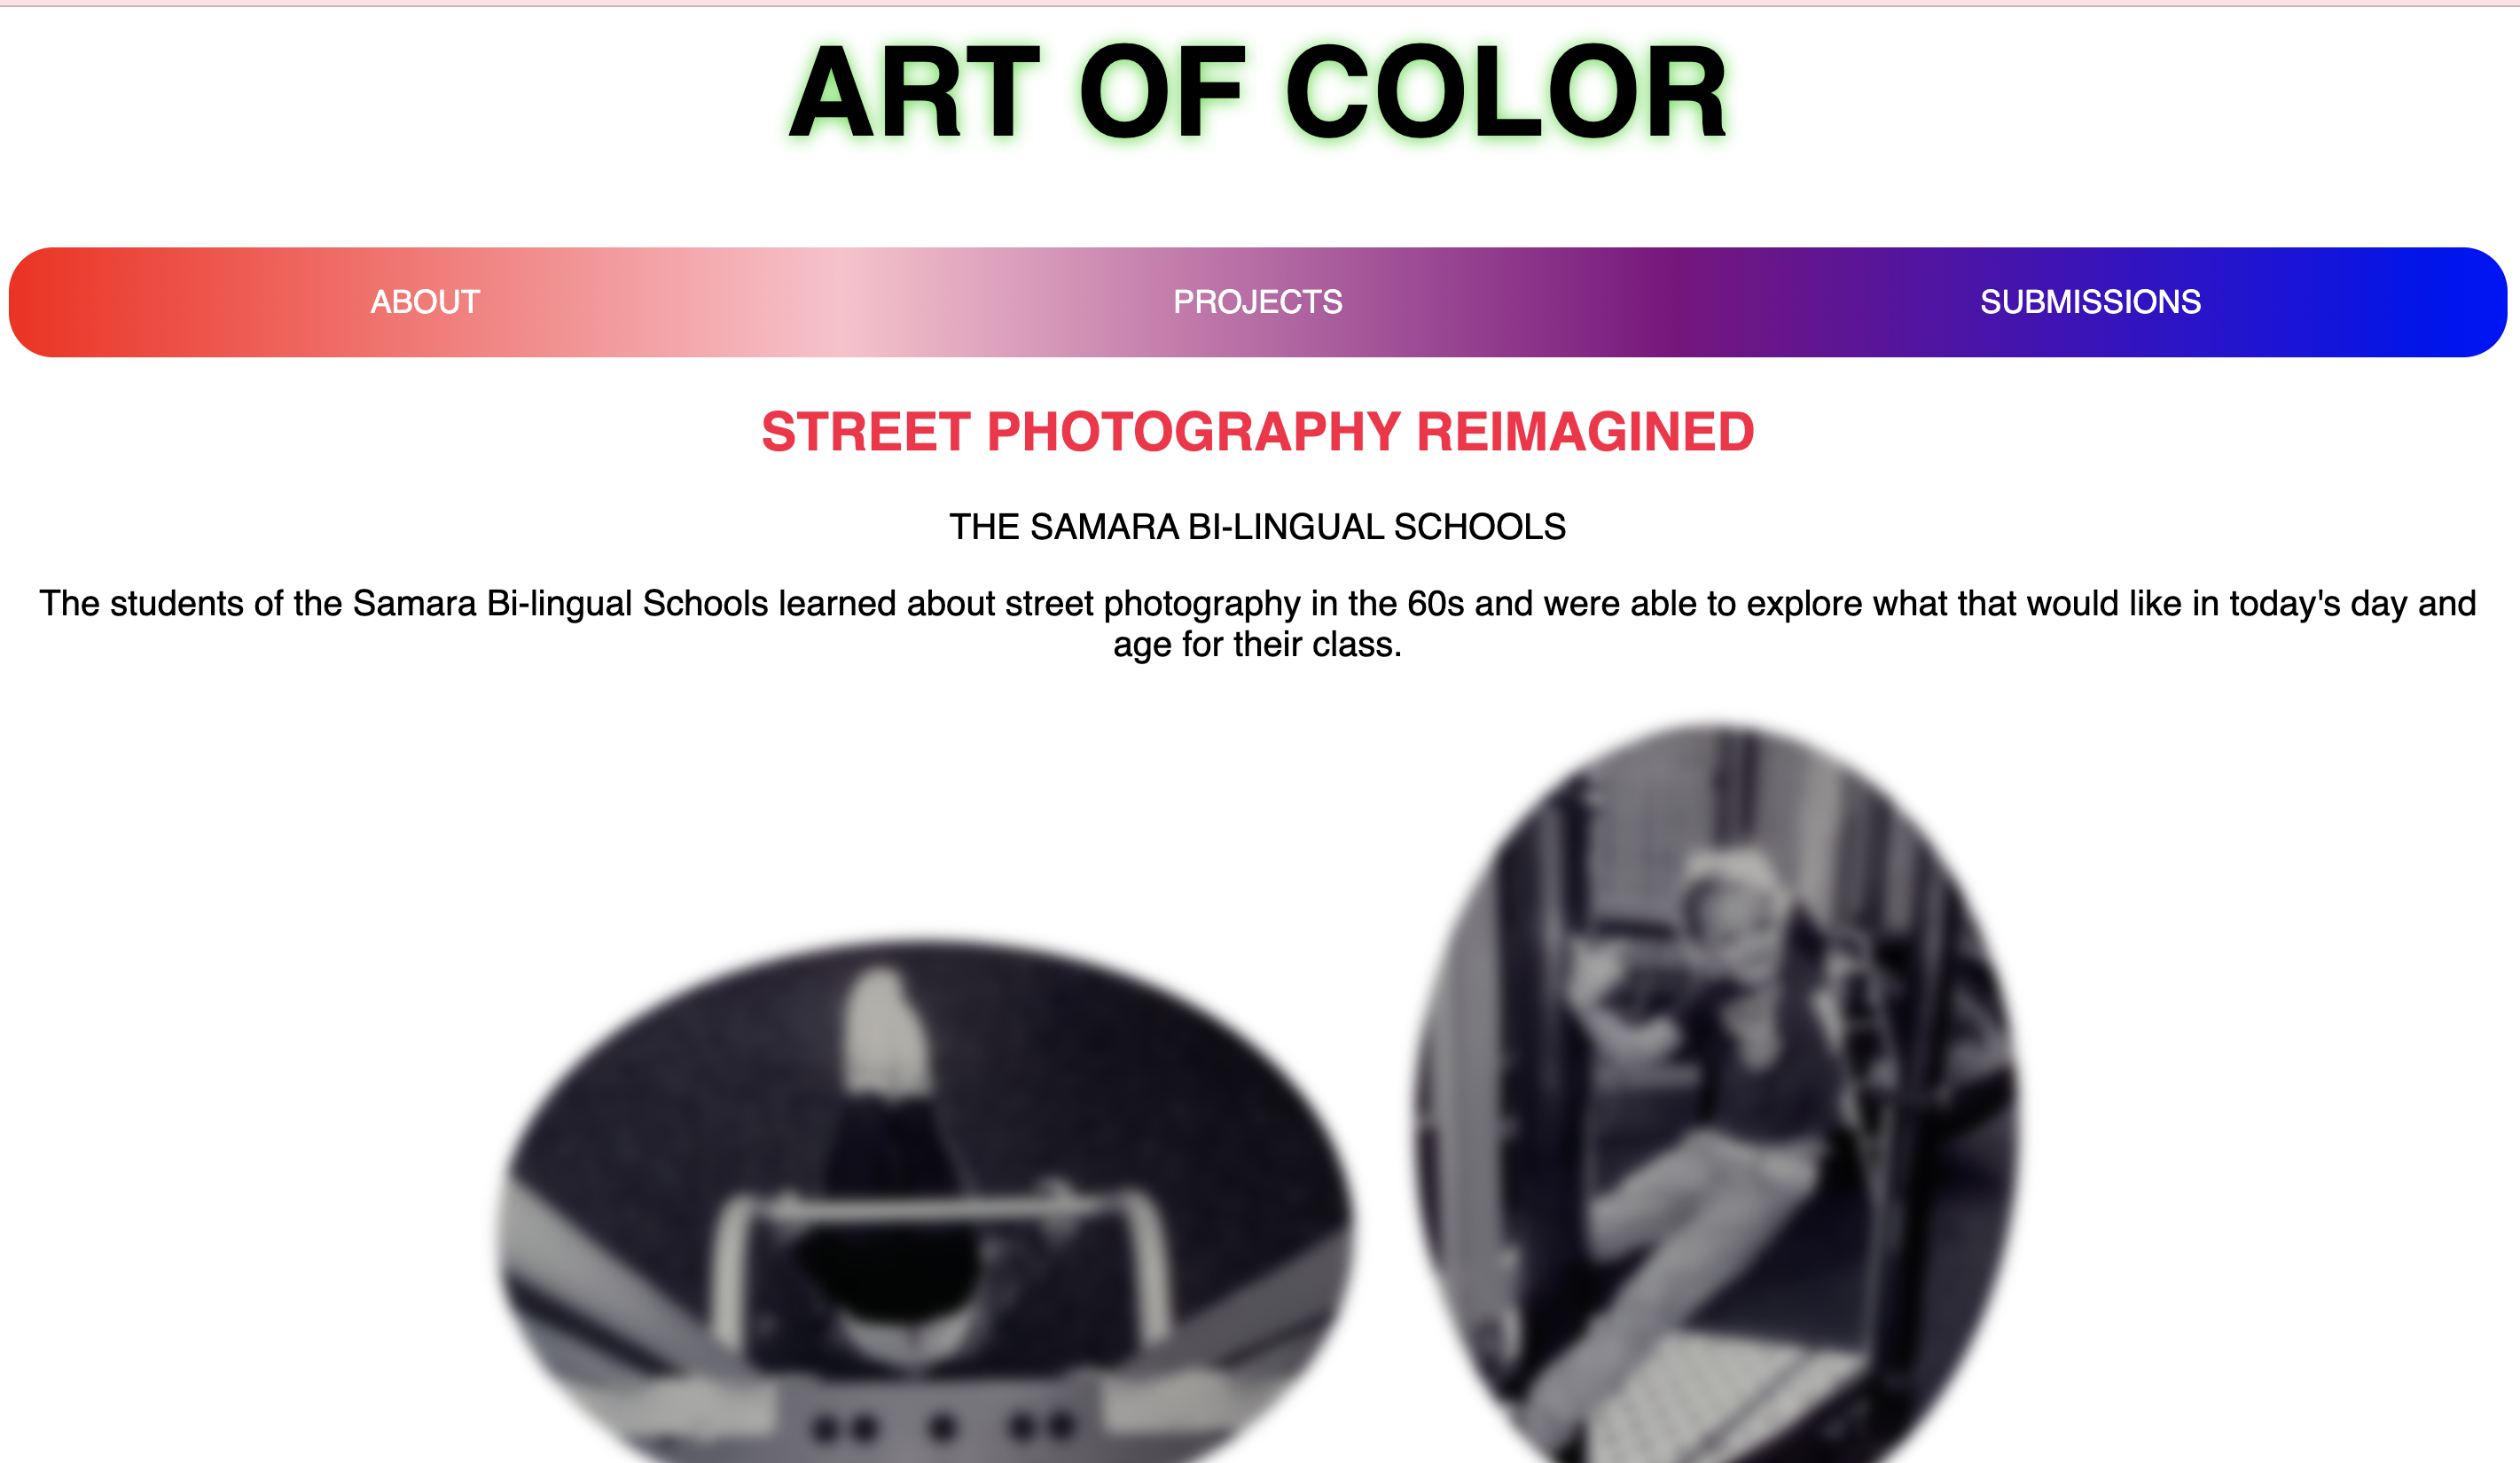 ART OF COLOR
ABOUT PROJECTS SUBMISSIONS
STREET PHOTOGRAPHY REIMAGINED
THE SAMARA BI-LINGUAL SCHOOLS
The students of the Samara Bi-lingual Schools learned about street photography in the 60s and were able to explore what that would like in today's day and
age for their class.